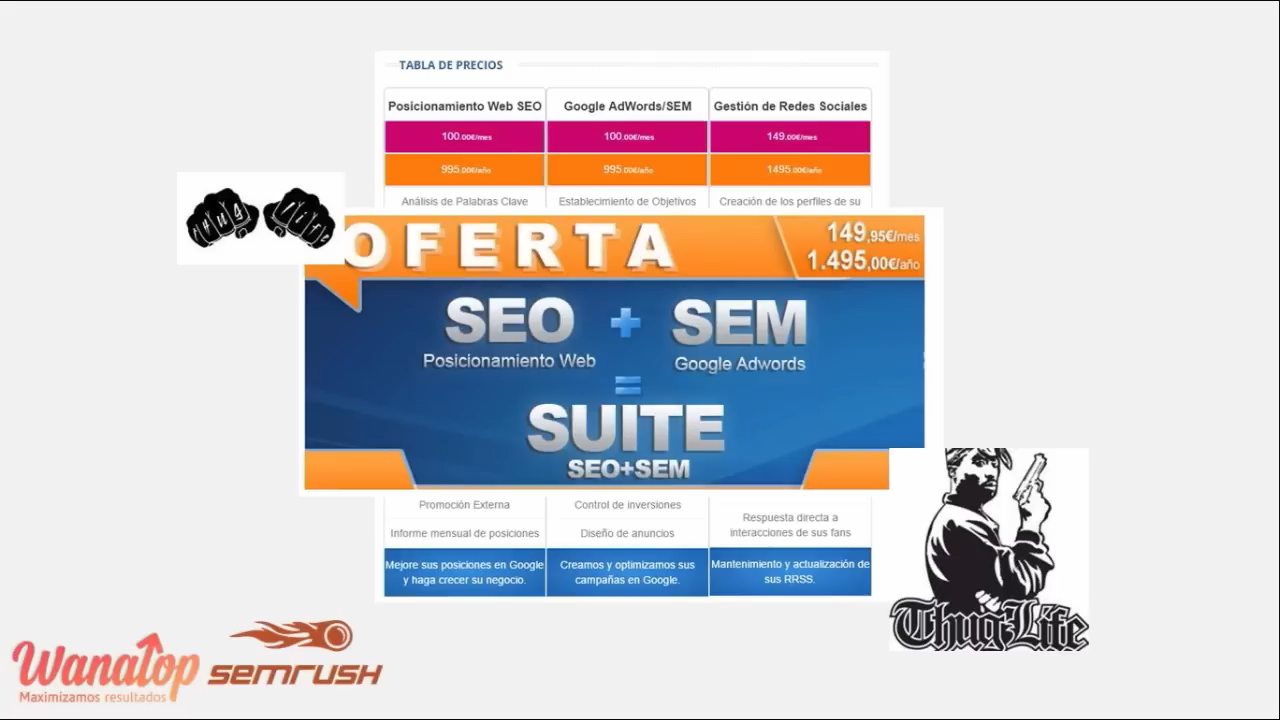 TABLA DE PRECIOS
Posicionamiento Web SEO
Google AdWords/SEM
Gestión de Redes Sociales
100.00€/mes
100.00€/mes
149.00€/mes
995.00€/año
995.00€/año
1495.00€/año
Análisis de Palabras Clave
Establecimiento de Objetivos
Creación de los perfiles de su
thug life
OFERTA
149,95€/mes
1.495,00€/año
SEO + SEM
Posicionamiento Web
Google Adwords
=
SUITE
SEO+SEM
Promoción Externa
Control de inversiones
Informe mensual de posiciones
Diseño de anuncios
Respuesta directa a
interacciones de sus fans
Mejore sus posiciones en Google
y haga crecer su negocio.
Creamos y optimizamos sus
campañas en Google.
Mantenimiento y actualización de
sus RRSS.
Thug Life
Wanatop
Maximizamos resultados
semrush